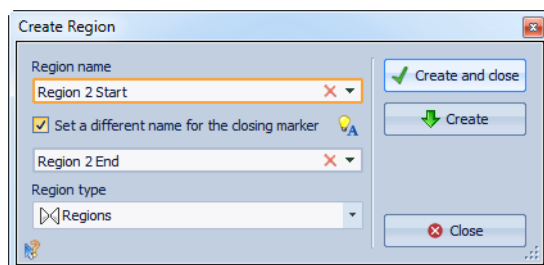 Create Region
Region name
Region 2 Start
Set a different name for the closing marker
Region 2 End
Region type
Regions
Create and close
Create
Close